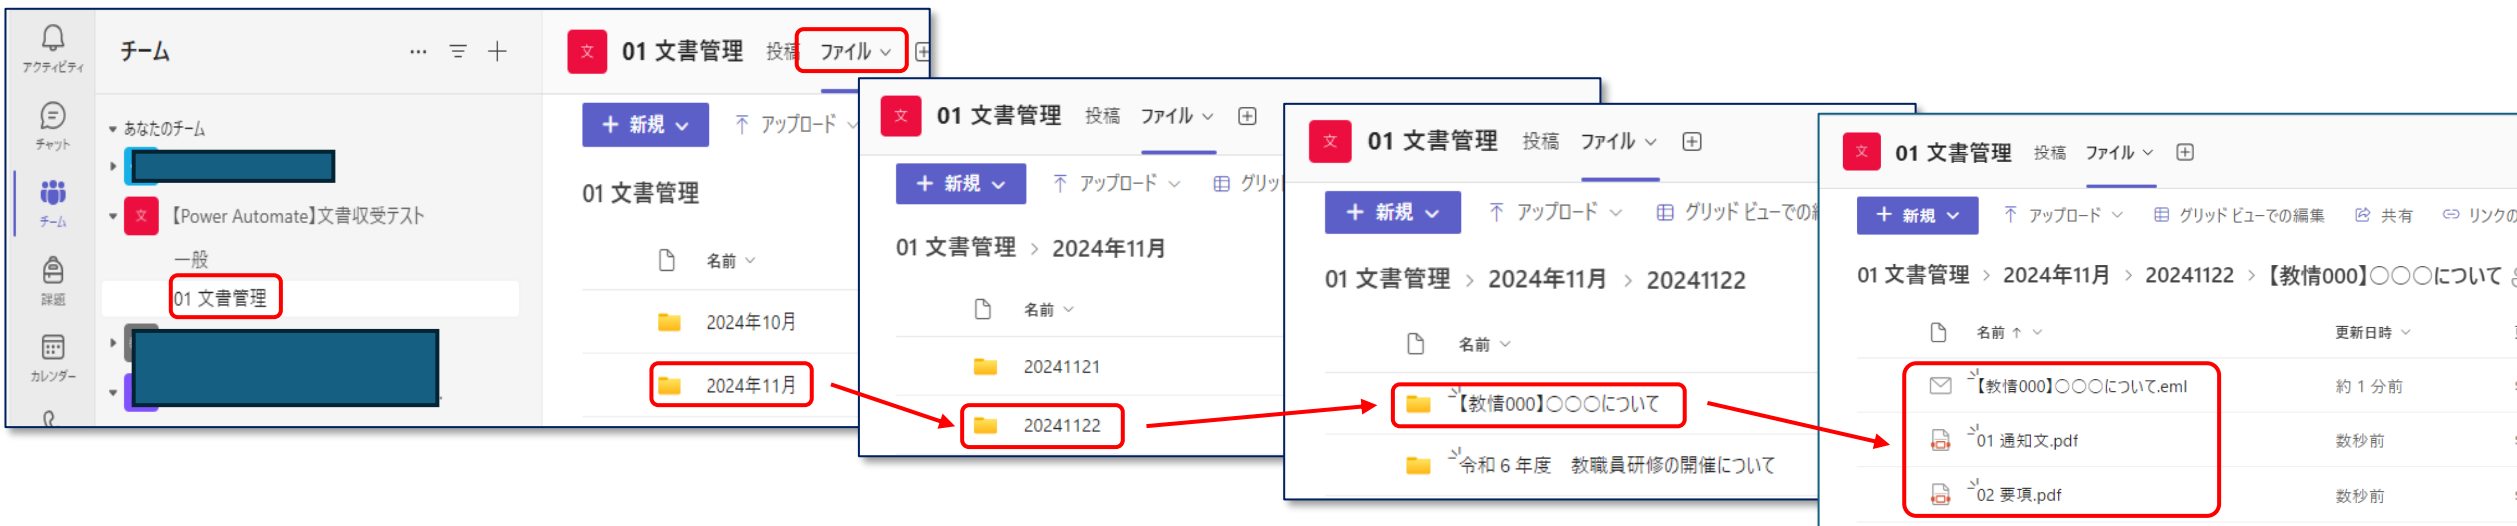 アクティビティ
チャット
チーム
課題
カレンダー
チーム
あなたのチーム
文 【Power Automate】文書収受テスト
一般
01 文書管理
文 01 文書管理 投稿 ファイル
+ 新規 アップロード
01 文書管理
名前
2024年10月
2024年11月
文 01 文書管理 投稿 ファイル
+ 新規 アップロード グリッ
01 文書管理 > 2024年11月
名前
20241121
20241122
文 01 文書管理 投稿 ファイル
+ 新規 アップロード グリッド ビューでの
01 文書管理 > 2024年11月 > 20241122
名前
【教情000】〇〇〇について
令和6年度 教職員研修の開催について
文 01 文書管理 投稿 ファイル
+ 新規 アップロード グリッド ビューでの編集 共有 リンクの
01 文書管理 > 2024年11月 > 20241122 > 【教情000】〇〇〇について
名前 ↑ 更新日時
【教情000】〇〇〇について.eml 約 1 分前
01 通知文.pdf 数秒前
02 要項.pdf 数秒前